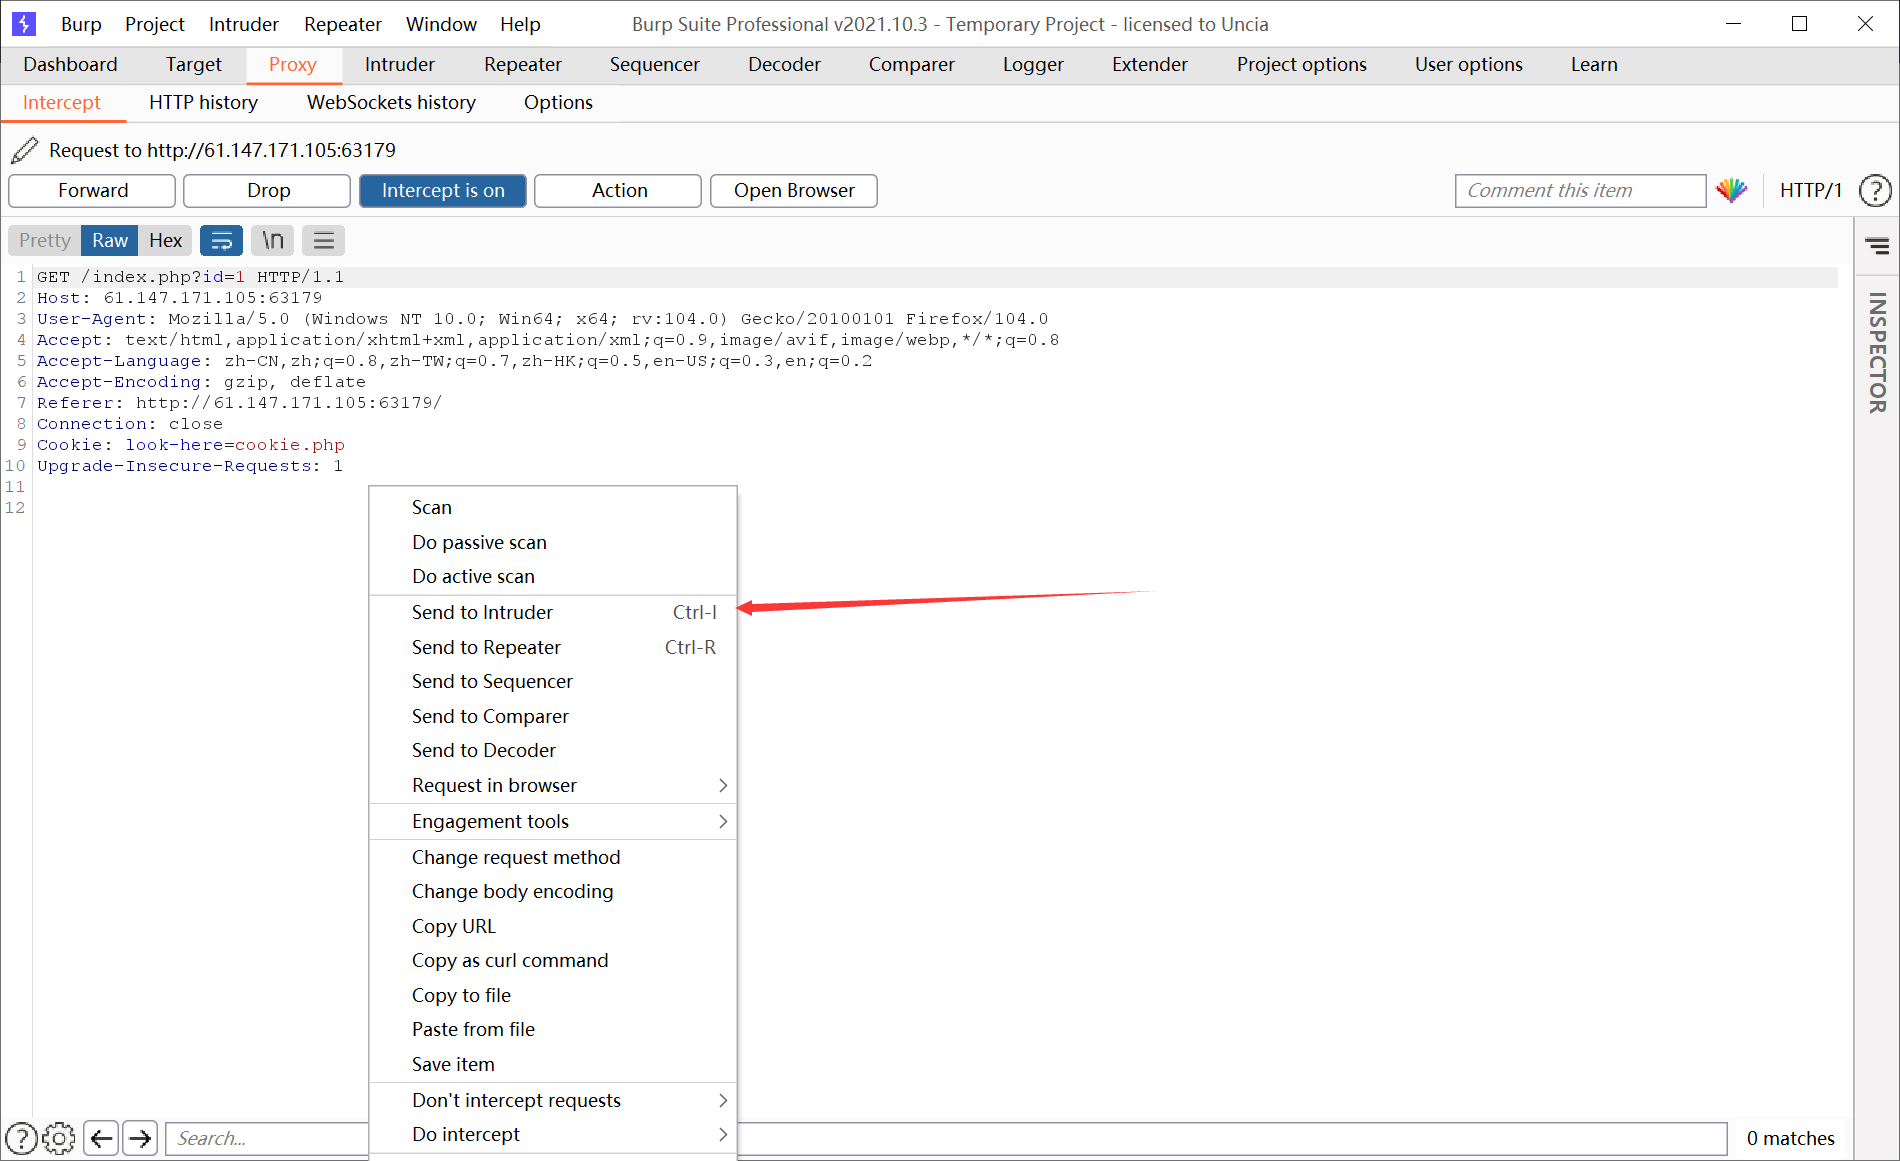 Burp Project Intruder Repeater Window Help Burp Suite Professional v2021.10.3 - Temporary Project - licensed to Uncia
Dashboard Target Proxy Intruder Repeater Sequencer Decoder Comparer Logger Extender Project options User options Learn
Intercept HTTP history WebSockets history Options
Request to http://61.147.171.105:63179
Forward Drop Intercept is on Action Open Browser Comment this item HTTP/1 ?
Pretty Raw Hex \n
1 GET /index.php?id=1 HTTP/1.1
2 Host: 61.147.171.105:63179
3 User-Agent: Mozilla/5.0 (Windows NT 10.0; Win64; x64; rv:104.0) Gecko/20100101 Firefox/104.0
4 Accept: text/html,application/xhtml+xml,application/xml;q=0.9,image/avif,image/webp,*/*;q=0.8
5 Accept-Language: zh-CN,zh;q=0.8,zh-TW;q=0.7,zh-HK;q=0.5,en-US;q=0.3,en;q=0.2
6 Accept-Encoding: gzip, deflate
7 Referer: http://61.147.171.105:63179/
8 Connection: close
9 Cookie: look-here=cookie.php
10 Upgrade-Insecure-Requests: 1
11
12
INSPECTOR
Scan
Do passive scan
Do active scan
Send to Intruder Ctrl-I
Send to Repeater Ctrl-R
Send to Sequencer
Send to Comparer
Send to Decoder
Request in browser
Engagement tools
Change request method
Change body encoding
Copy URL
Copy as curl command
Copy to file
Paste from file
Save item
Don't intercept requests
Do intercept
? Search... 0 matches